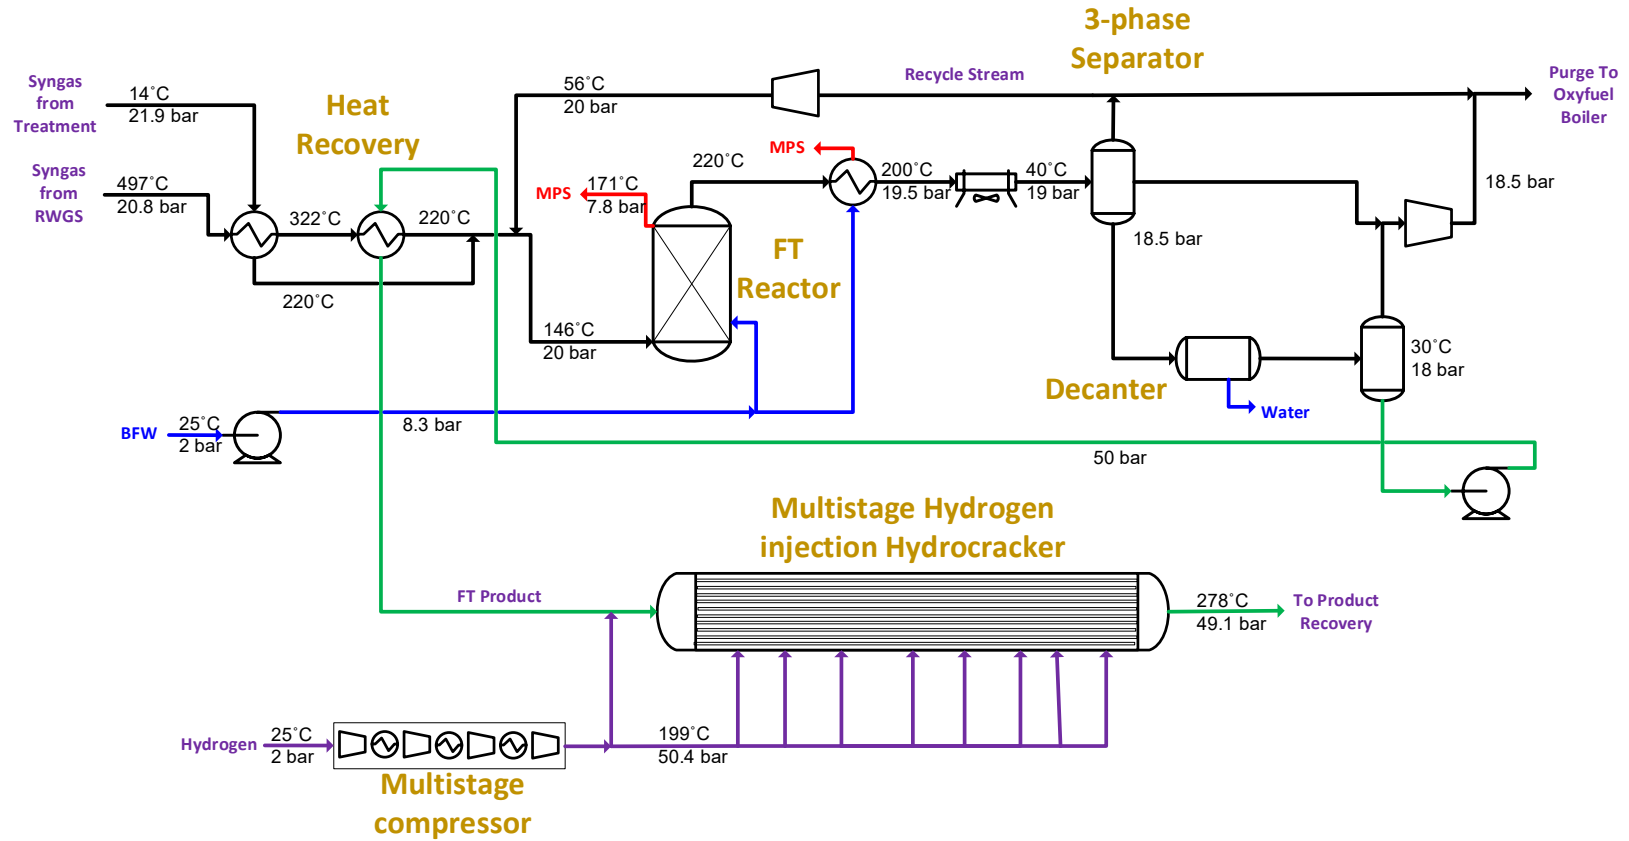 3-phase
Separator
Syngas
from
Treatment
14˚C
21.9 bar
Heat
Recovery
56˚C
20 bar
Recycle Stream
Purge To
Oxyfuel
Boiler
Syngas
from
RWGS
497˚C
20.8 bar
322˚C
220˚C
220˚C
MPS
171˚C
7.8 bar
220˚C
MPS
200˚C
19.5 bar
40˚C
19 bar
18.5 bar
18.5 bar
FT
Reactor
146˚C
20 bar
30˚C
18 bar
Decanter
Water
BFW
25˚C
2 bar
8.3 bar
50 bar
Multistage Hydrogen
injection Hydrocracker
FT Product
278˚C
49.1 bar
To Product
Recovery
Hydrogen
25˚C
2 bar
199˚C
50.4 bar
Multistage
compressor